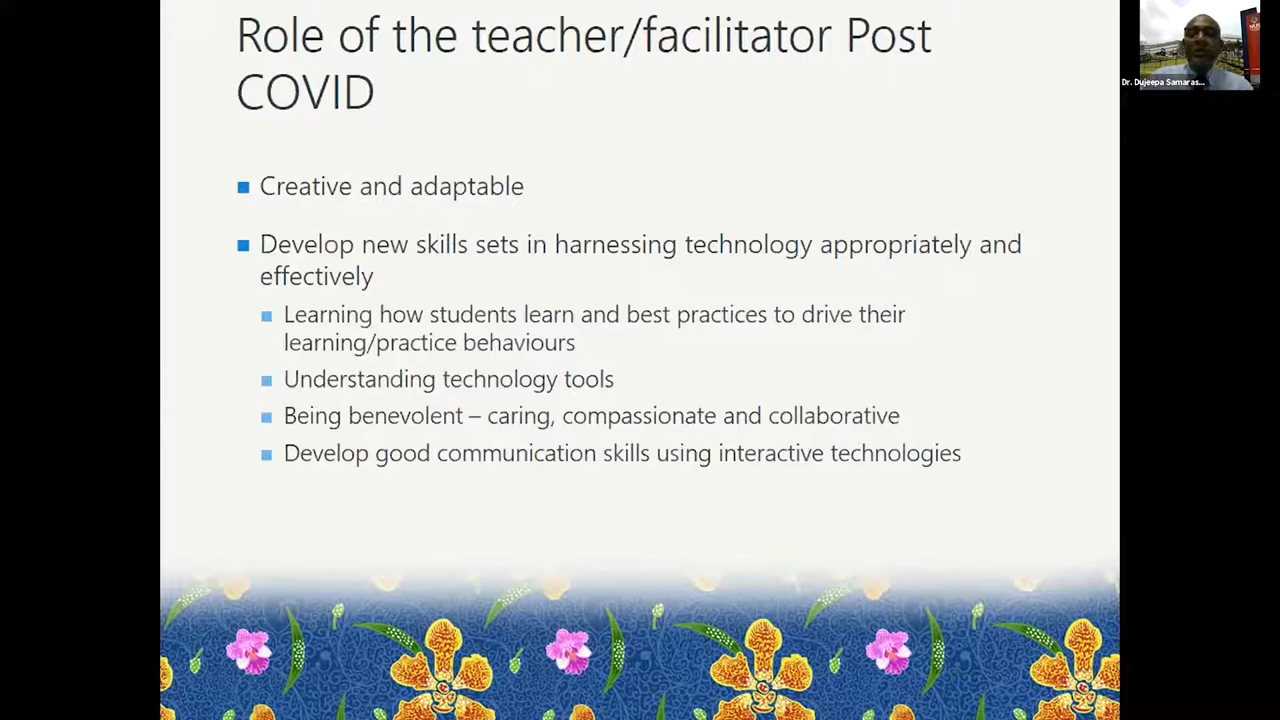 Role of the teacher/facilitator Post
COVID
Creative and adaptable
Develop new skills sets in harnessing technology appropriately and
effectively
Learning how students learn and best practices to drive their
learning/practice behaviours
Understanding technology tools
Being benevolent – caring, compassionate and collaborative
Develop good communication skills using interactive technologies
Dr. Dujeepa Samaras...